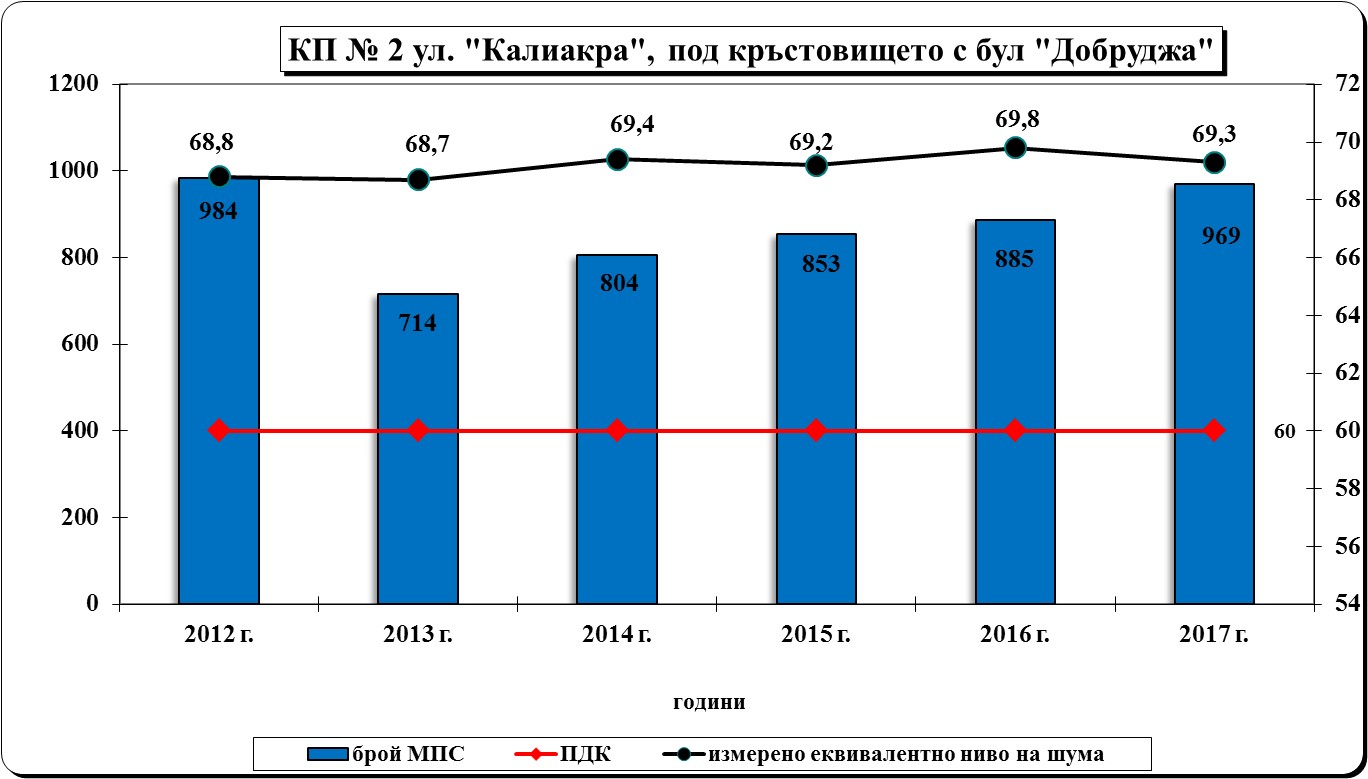 КП № 2 ул. "Калиакра", под кръстовището с бул "Добруджа"
1200
1000
800
600
400
200
0
72
70
68
66
64
62
60
58
56
54
68,8
68,7
69,4
69,2
69,8
69,3
984
714
804
853
885
969
60
2012 г.
2013 г.
2014 г.
2015 г.
2016 г.
2017 г.
години
брой МПС
ПДК
измерено еквивалентно ниво на шума